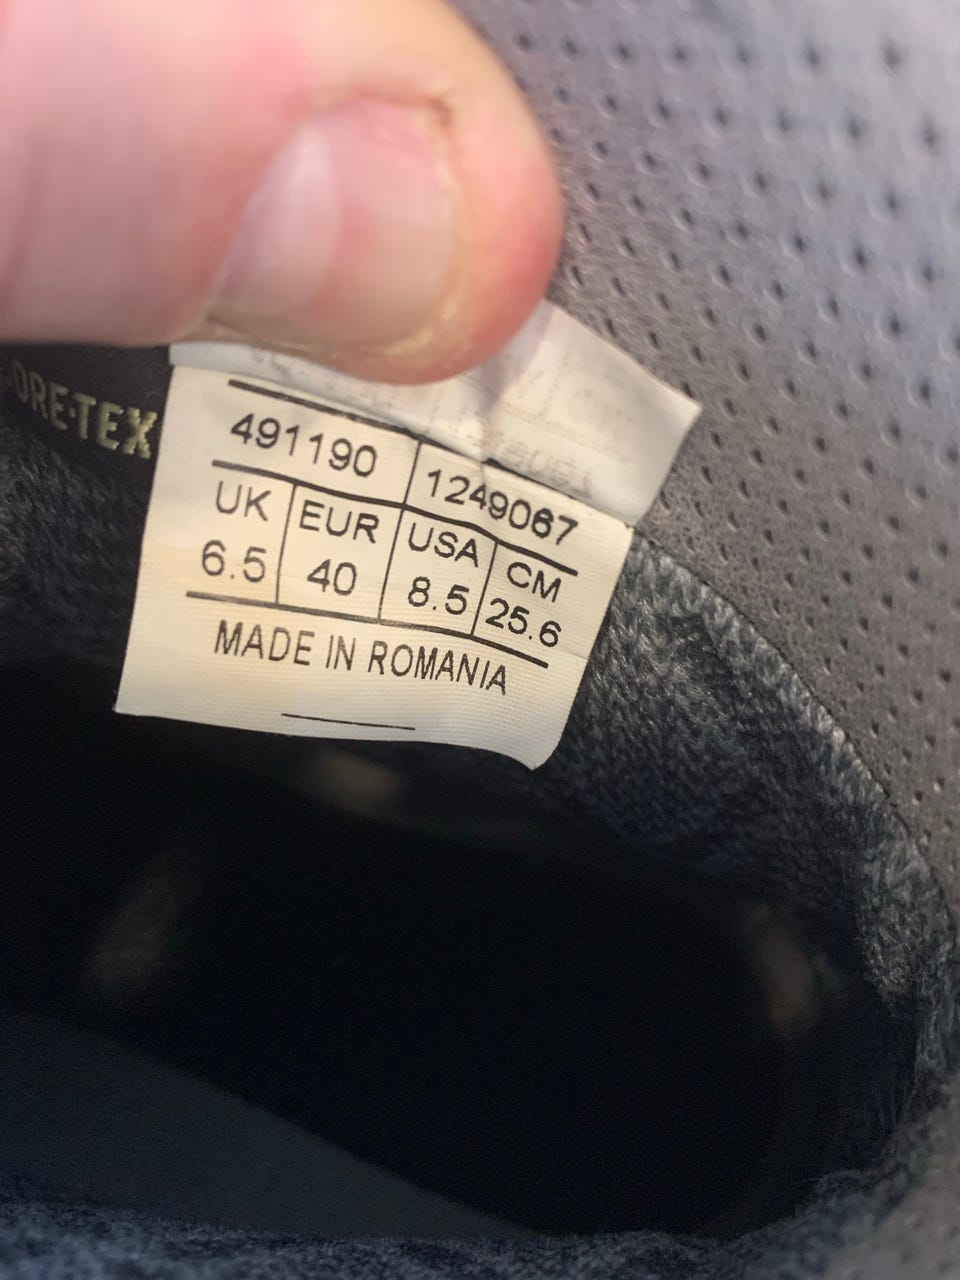 ORE-TEX
491190 1249067
UK EUR USA CM
6.5 40 8.5 25.6
MADE IN ROMANIA